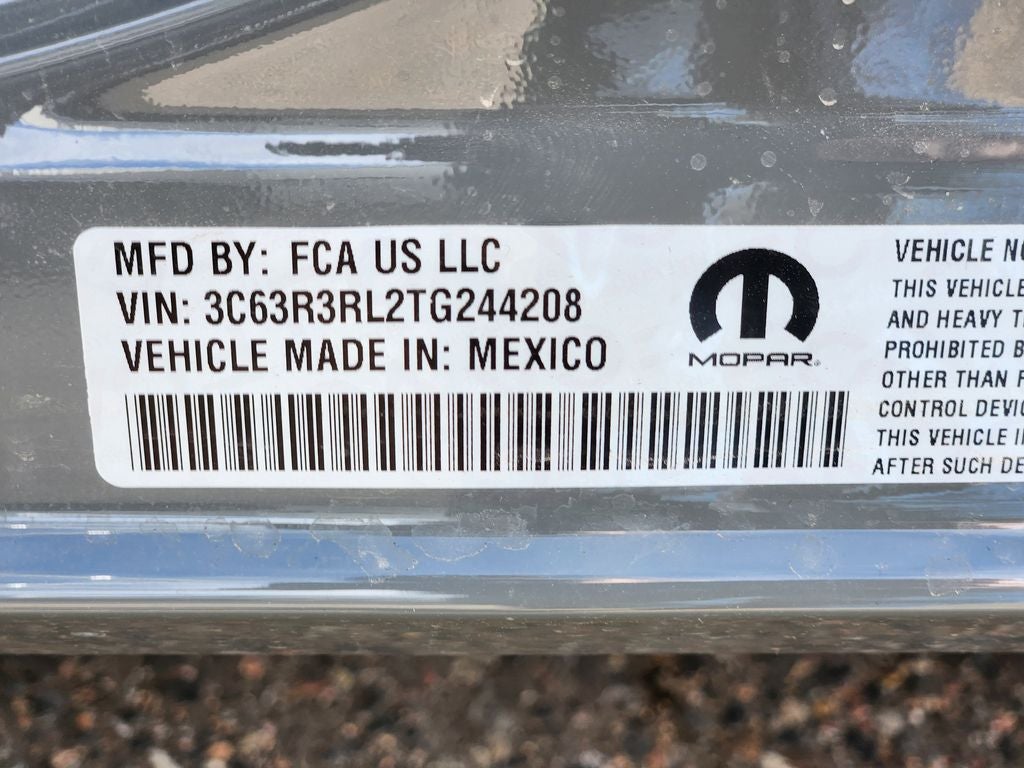 MFD BY: FCA US LLC
VIN: 3C63R3RL2TG244208
VEHICLE MADE IN: MEXICO
MOPAR
VEHICLE
THIS VEHICLE
AND HEAVY
PROHIBITED
OTHER THAN
CONTROL
THIS VEHICLE
AFTER SUCH